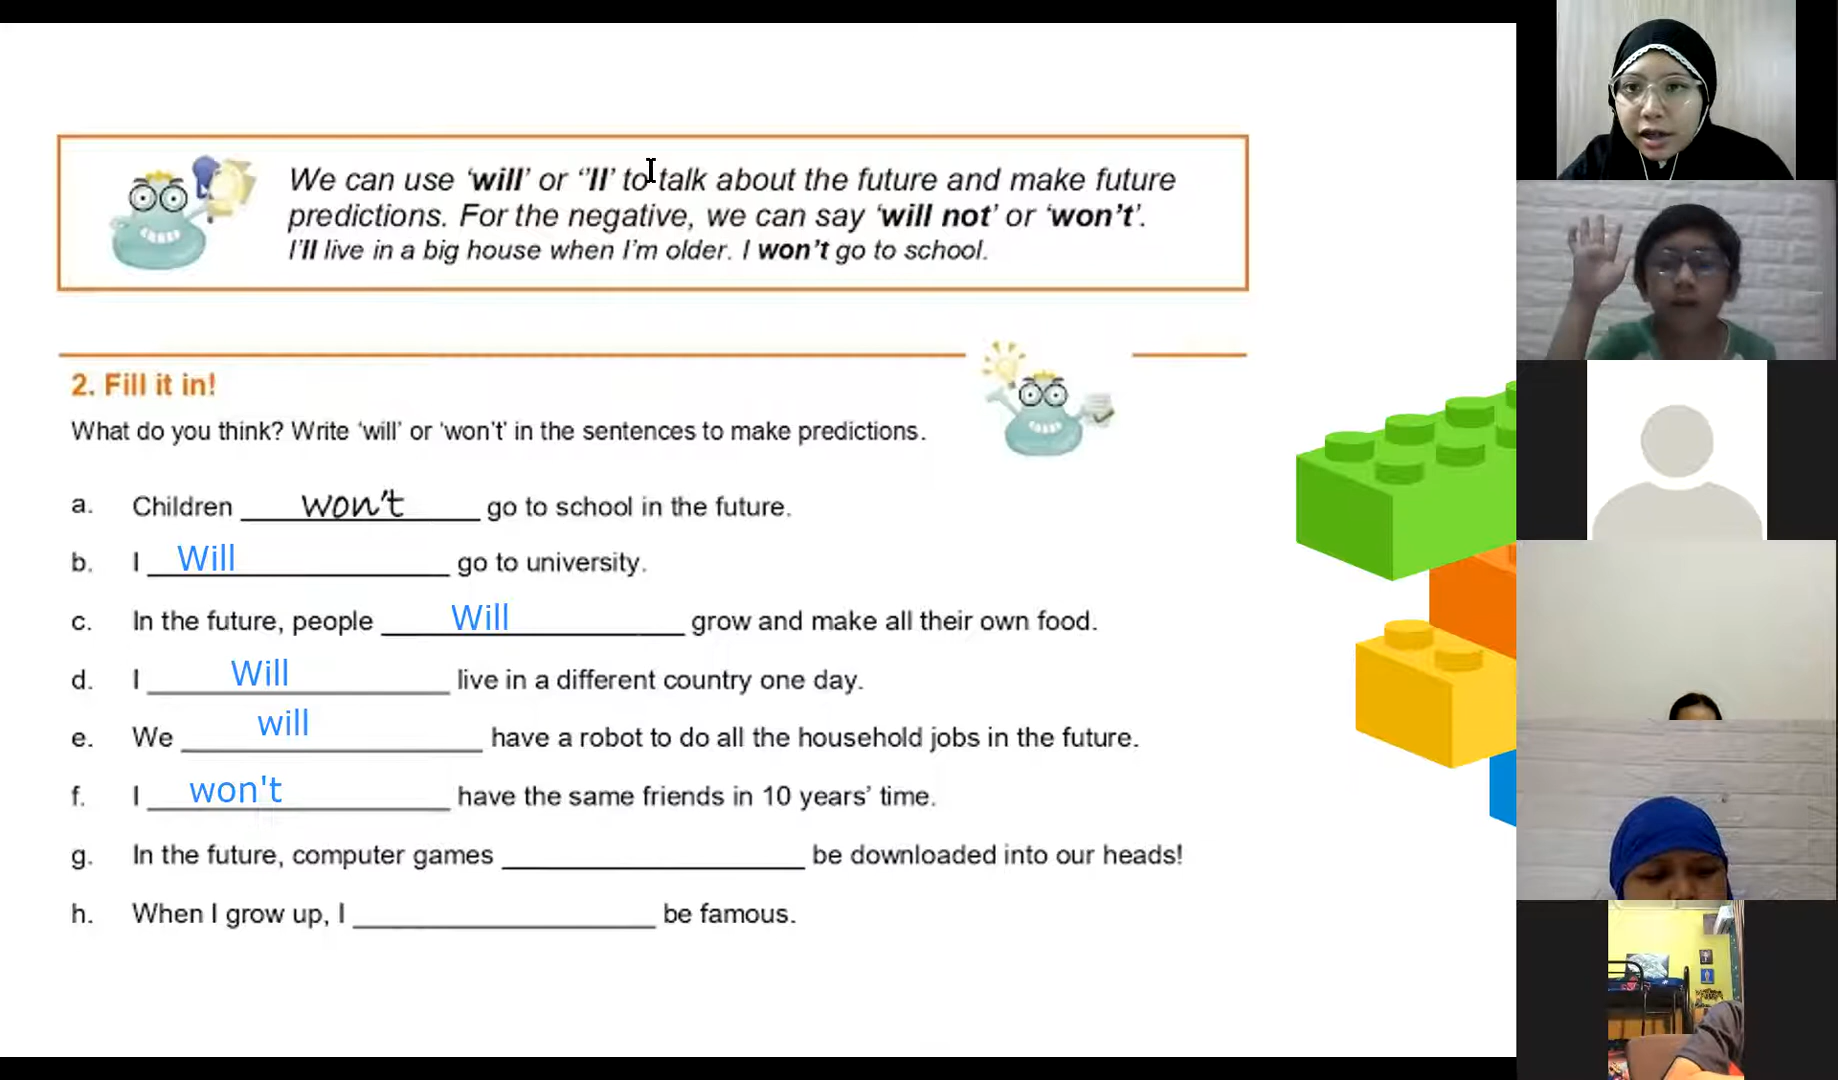 We can use ‘will’ or ‘’ll’ to talk about the future and make future
predictions. For the negative, we can say ‘will not’ or ‘won’t’.
I’ll live in a big house when I’m older. I won’t go to school.
2. Fill it in!
What do you think? Write ‘will’ or ‘won’t’ in the sentences to make predictions.
a. Children won't go to school in the future.
b. I Will go to university.
c. In the future, people Will grow and make all their own food.
d. I Will live in a different country one day.
e. We will have a robot to do all the household jobs in the future.
f. I won't have the same friends in 10 years’ time.
g. In the future, computer games ____________________ be downloaded into our heads!
h. When I grow up, I ____________________ be famous.